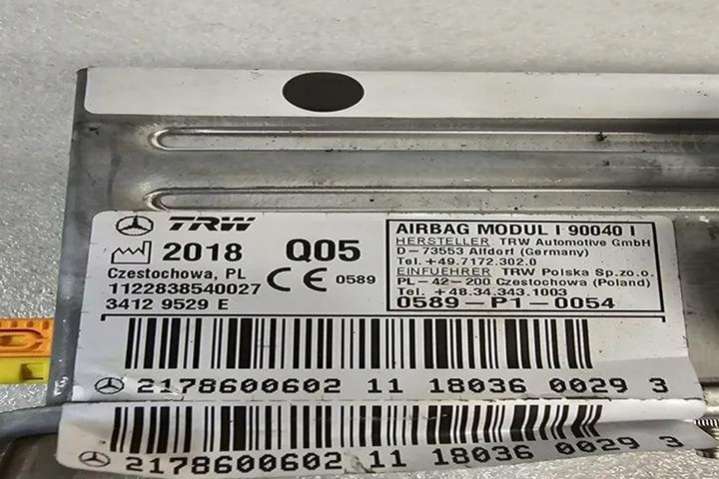 TRW
2018 Q05
Czestochowa, PL
1122838540027 CE 0589
3412 9529 E
AIRBAG MODUL I 90040 I
HERSTELLER TRW Automotive GmbH
D-73553 Alfdorf (Germany)
Tel. +49.7172.302.0
EINFUEHRER TRW Polska Sp.zo.o.
PL-42-200 Czestochowa (Poland)
Tel. +48.34.343.1003
0589-P1-0054
2178600602 11 18036 0029 3
2178600602 11 18036 0029 3